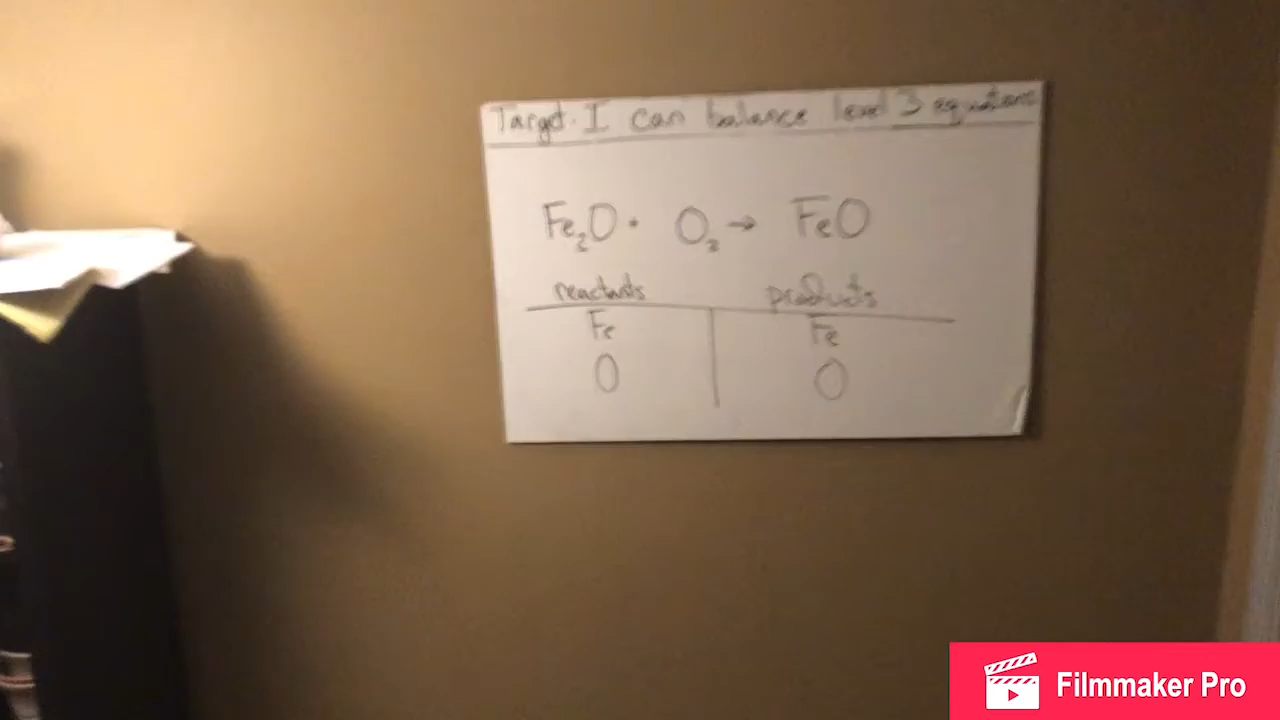 Target. I can balance level 3 equations
Fe₂O + O₂ → FeO
reactants products
Fe Fe
O O
Filmmaker Pro